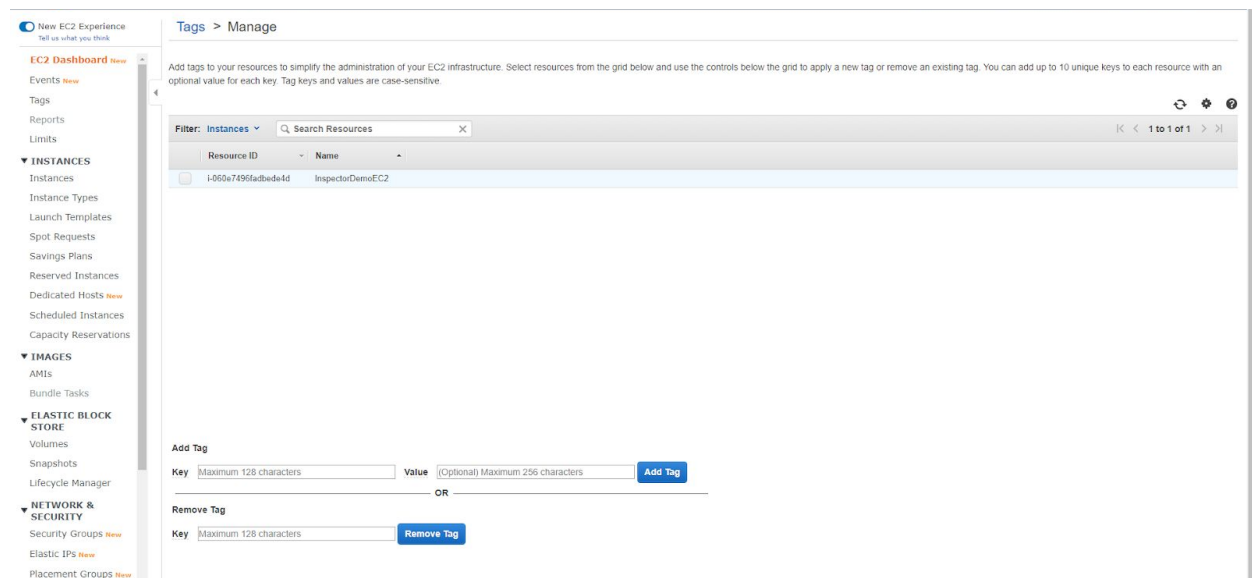 New EC2 Experience
Tell us what you think
EC2 Dashboard New
Events New
Tags
Reports
Limits
INSTANCES
Instances
Instance Types
Launch Templates
Spot Requests
Savings Plans
Reserved Instances
Dedicated Hosts New
Scheduled Instances
Capacity Reservations
IMAGES
AMIs
Bundle Tasks
ELASTIC BLOCK
STORE
Volumes
Snapshots
Lifecycle Manager
NETWORK &
SECURITY
Security Groups New
Elastic IPs New
Placement Groups New
Tags > Manage
Add tags to your resources to simplify the administration of your EC2 infrastructure. Select resources from the grid below and use the controls below the grid to apply a new tag or remove an existing tag. You can add up to 10 unique keys to each resource with an
optional value for each key. Tag keys and values are case-sensitive.
Filter: Instances Search Resources 1 to 1 of 1
Resource ID Name
i-060e7496fadbede4d InspectorDemoEC2
Add Tag
Key Maximum 128 characters Value (Optional) Maximum 256 characters Add Tag
OR
Remove Tag
Key Maximum 128 characters Remove Tag